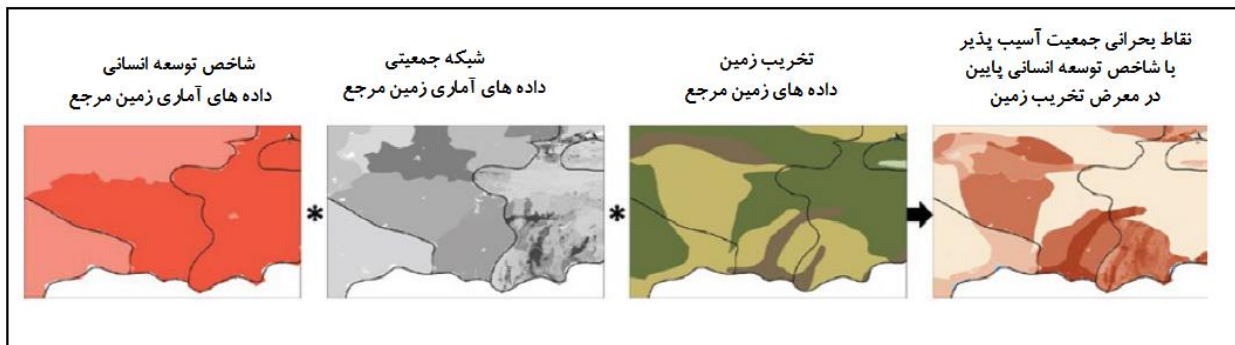 شاخص توسعه انسانی
داده های آماری زمین مرجع
شبکه جمعیتی
داده های آماری زمین مرجع
تخریب زمین
داده های زمین مرجع
نقاط بحرانی جمعیت آسیب پذیر
با شاخص توسعه انسانی پایین
در معرض تخریب زمین
*
*